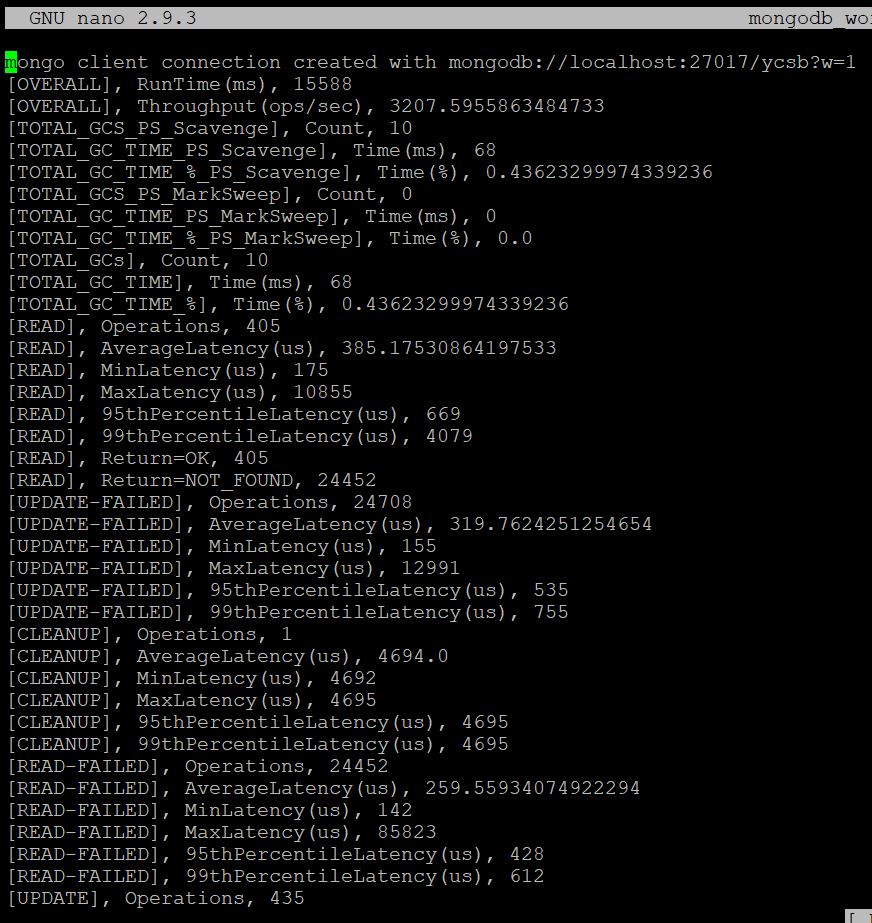 GNU nano 2.9.3 mongodb_wo
mongo client connection created with mongodb://localhost:27017/ycsb?w=1
[OVERALL], RunTime(ms), 15588
[OVERALL], Throughput(ops/sec), 3207.5955863484733
[TOTAL_GCS_PS_Scavenge], Count, 10
[TOTAL_GC_TIME_PS_Scavenge], Time(ms), 68
[TOTAL_GC_TIME_%_PS_Scavenge], Time(%), 0.43623299974339236
[TOTAL_GCS_PS_MarkSweep], Count, 0
[TOTAL_GC_TIME_PS_MarkSweep], Time(ms), 0
[TOTAL_GC_TIME_%_PS_MarkSweep], Time(%), 0.0
[TOTAL_GCs], Count, 10
[TOTAL_GC_TIME], Time(ms), 68
[TOTAL_GC_TIME_%], Time(%), 0.43623299974339236
[READ], Operations, 405
[READ], AverageLatency(us), 385.17530864197533
[READ], MinLatency(us), 175
[READ], MaxLatency(us), 10855
[READ], 95thPercentileLatency(us), 669
[READ], 99thPercentileLatency(us), 4079
[READ], Return=OK, 405
[READ], Return=NOT_FOUND, 24452
[UPDATE-FAILED], Operations, 24708
[UPDATE-FAILED], AverageLatency(us), 319.7624251254654
[UPDATE-FAILED], MinLatency(us), 155
[UPDATE-FAILED], MaxLatency(us), 12991
[UPDATE-FAILED], 95thPercentileLatency(us), 535
[UPDATE-FAILED], 99thPercentileLatency(us), 755
[CLEANUP], Operations, 1
[CLEANUP], AverageLatency(us), 4694.0
[CLEANUP], MinLatency(us), 4692
[CLEANUP], MaxLatency(us), 4695
[CLEANUP], 95thPercentileLatency(us), 4695
[CLEANUP], 99thPercentileLatency(us), 4695
[READ-FAILED], Operations, 24452
[READ-FAILED], AverageLatency(us), 259.55934074922294
[READ-FAILED], MinLatency(us), 142
[READ-FAILED], MaxLatency(us), 85823
[READ-FAILED], 95thPercentileLatency(us), 428
[READ-FAILED], 99thPercentileLatency(us), 612
[UPDATE], Operations, 435